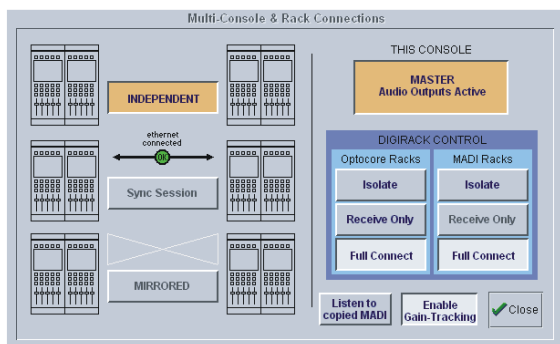 Multi-Console & Rack Connections
INDEPENDENT
ethernet
connected
OK
Sync Session
MIRRORED
THIS CONSOLE
MASTER
Audio Outputs Active
DIGIRACK CONTROL
Optocore Racks
MADI Racks
Isolate
Isolate
Receive Only
Receive Only
Full Connect
Full Connect
Listen to
copied MADI
Enable
Gain-Tracking
Close